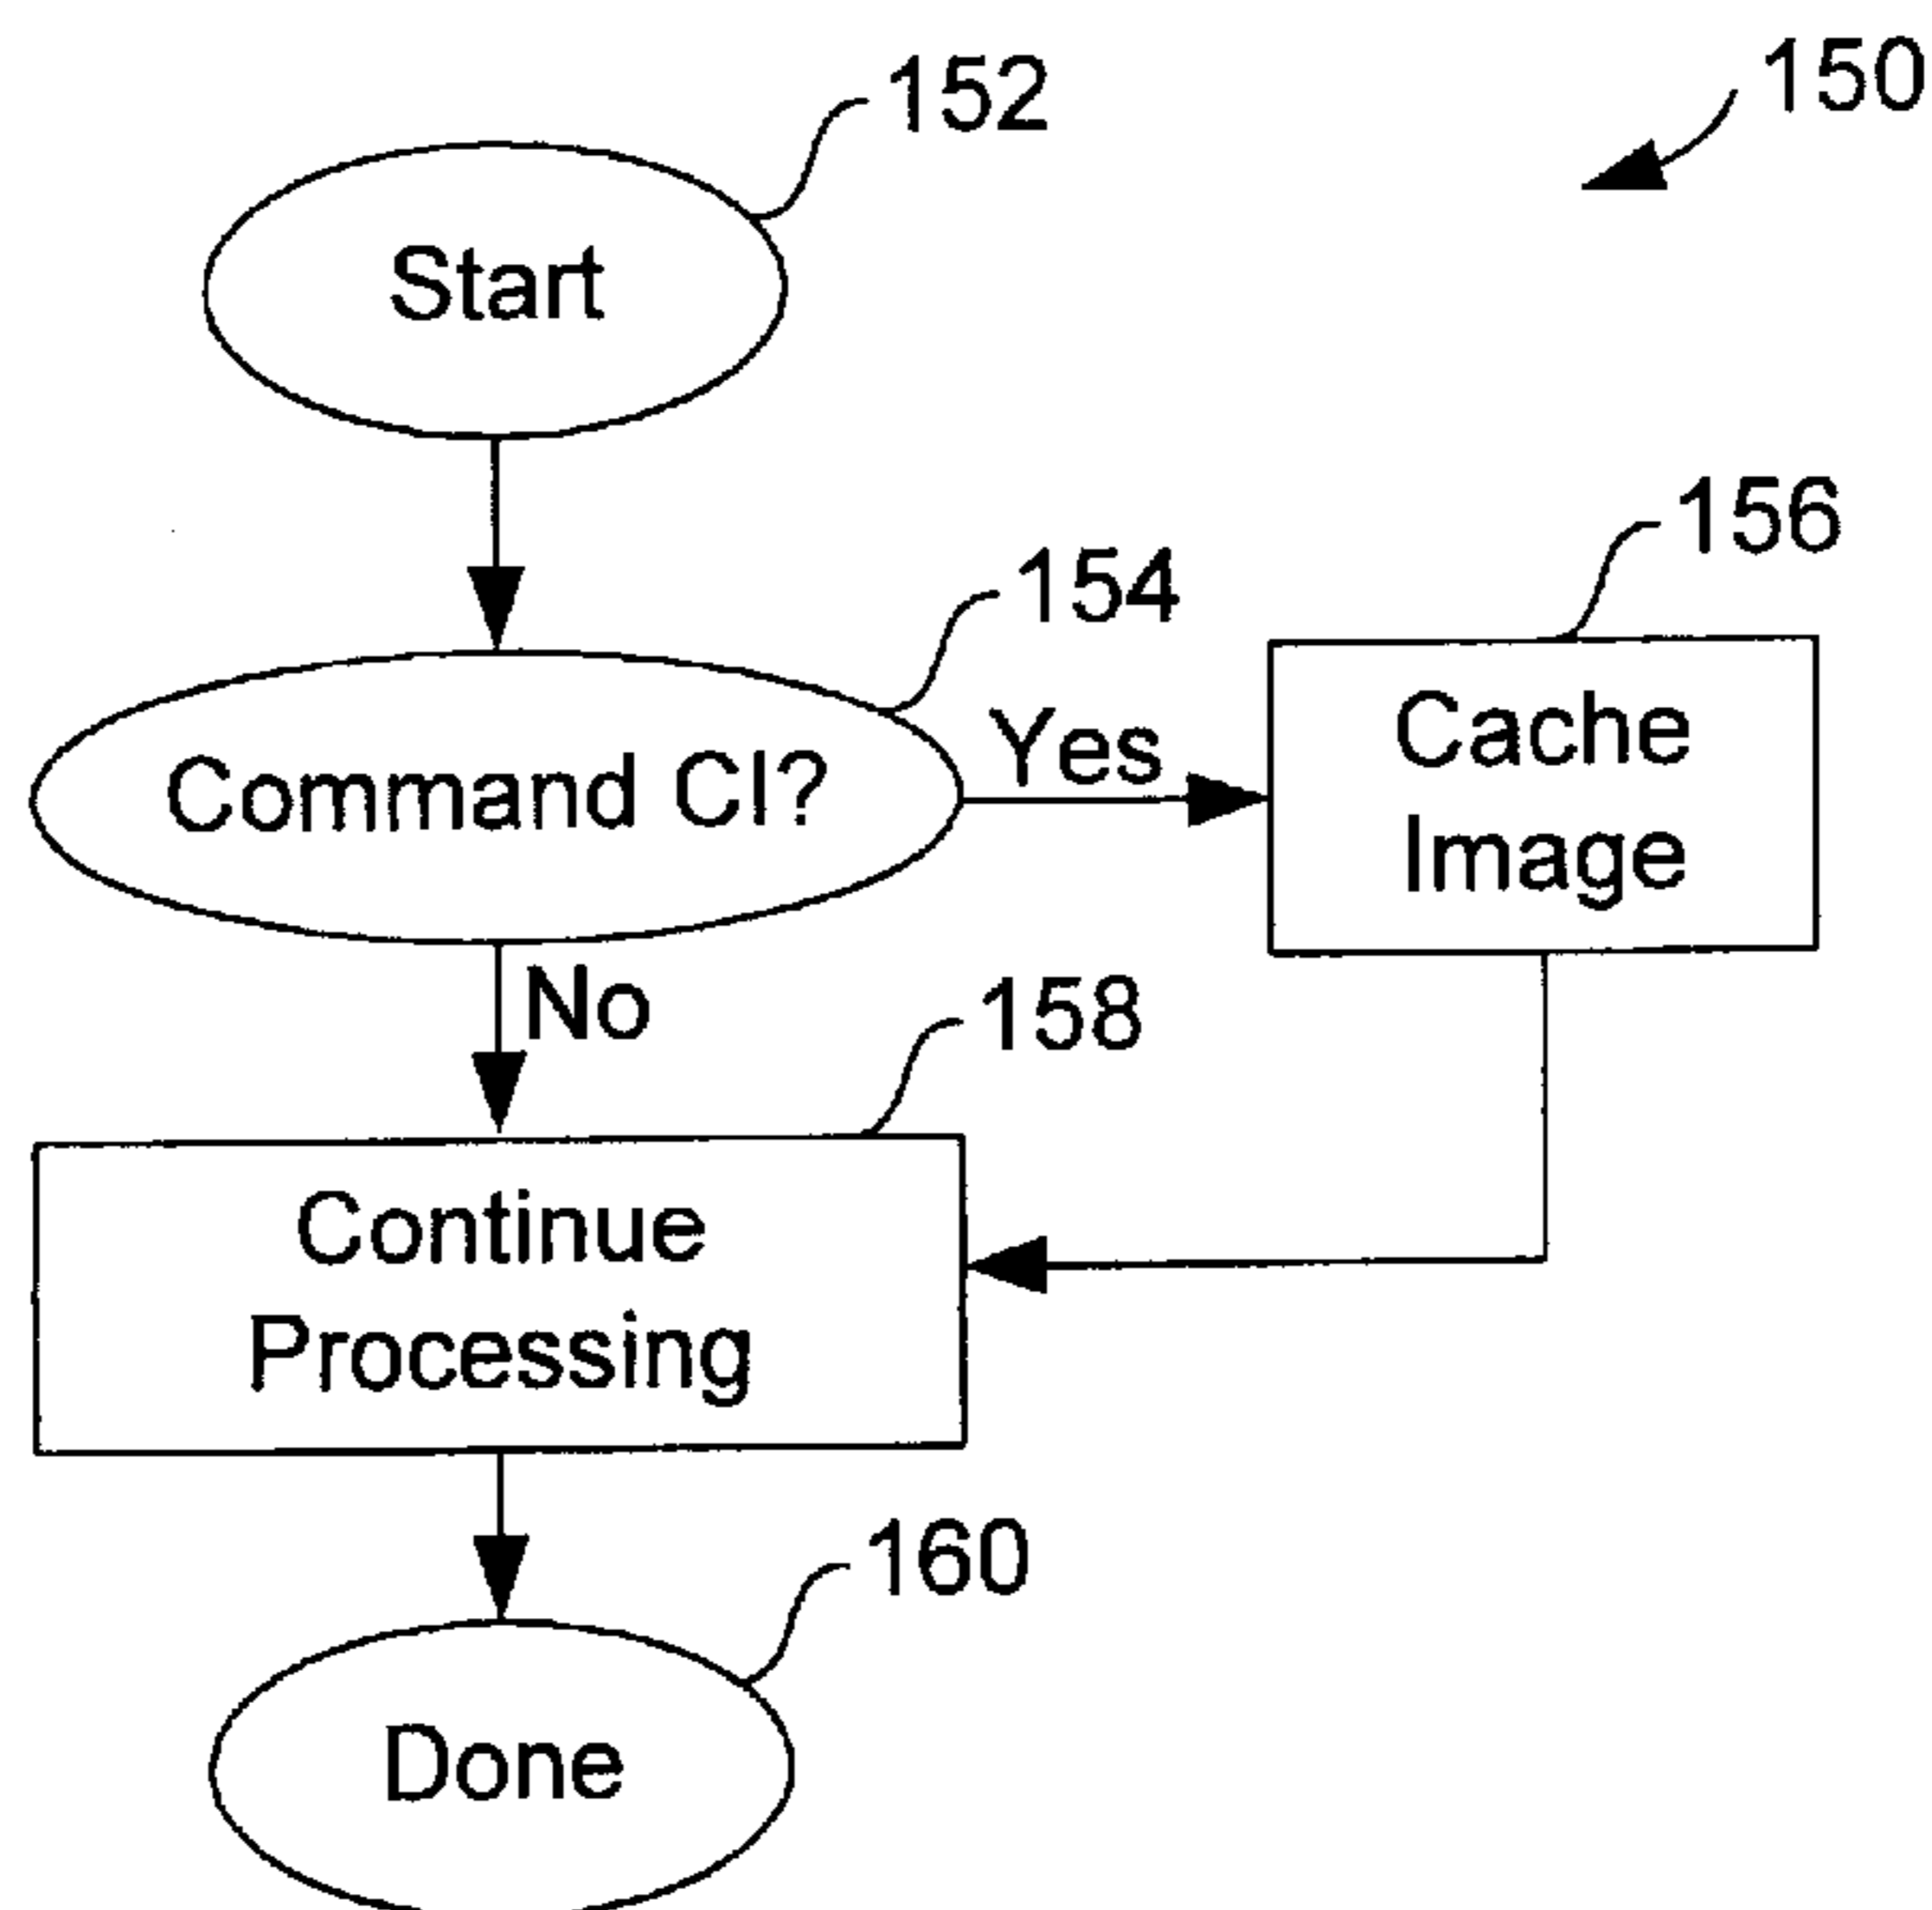 150
152
Start
154
Command CI?
Yes
156
Cache
Image
No
158
Continue
Processing
160
Done